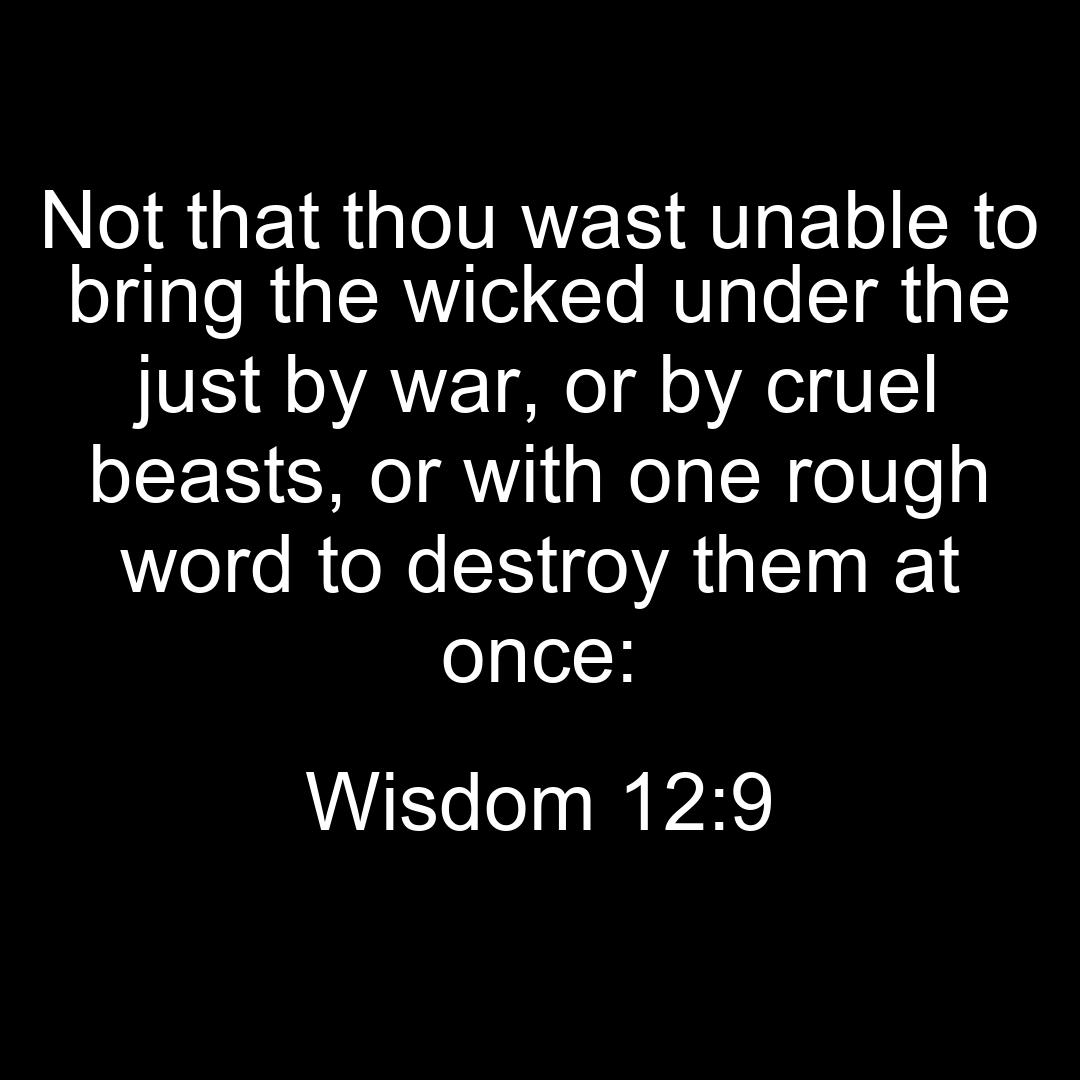 Not that thou wast unable to
bring the wicked under the
just by war, or by cruel
beasts, or with one rough
word to destroy them at
once:
Wisdom 12:9